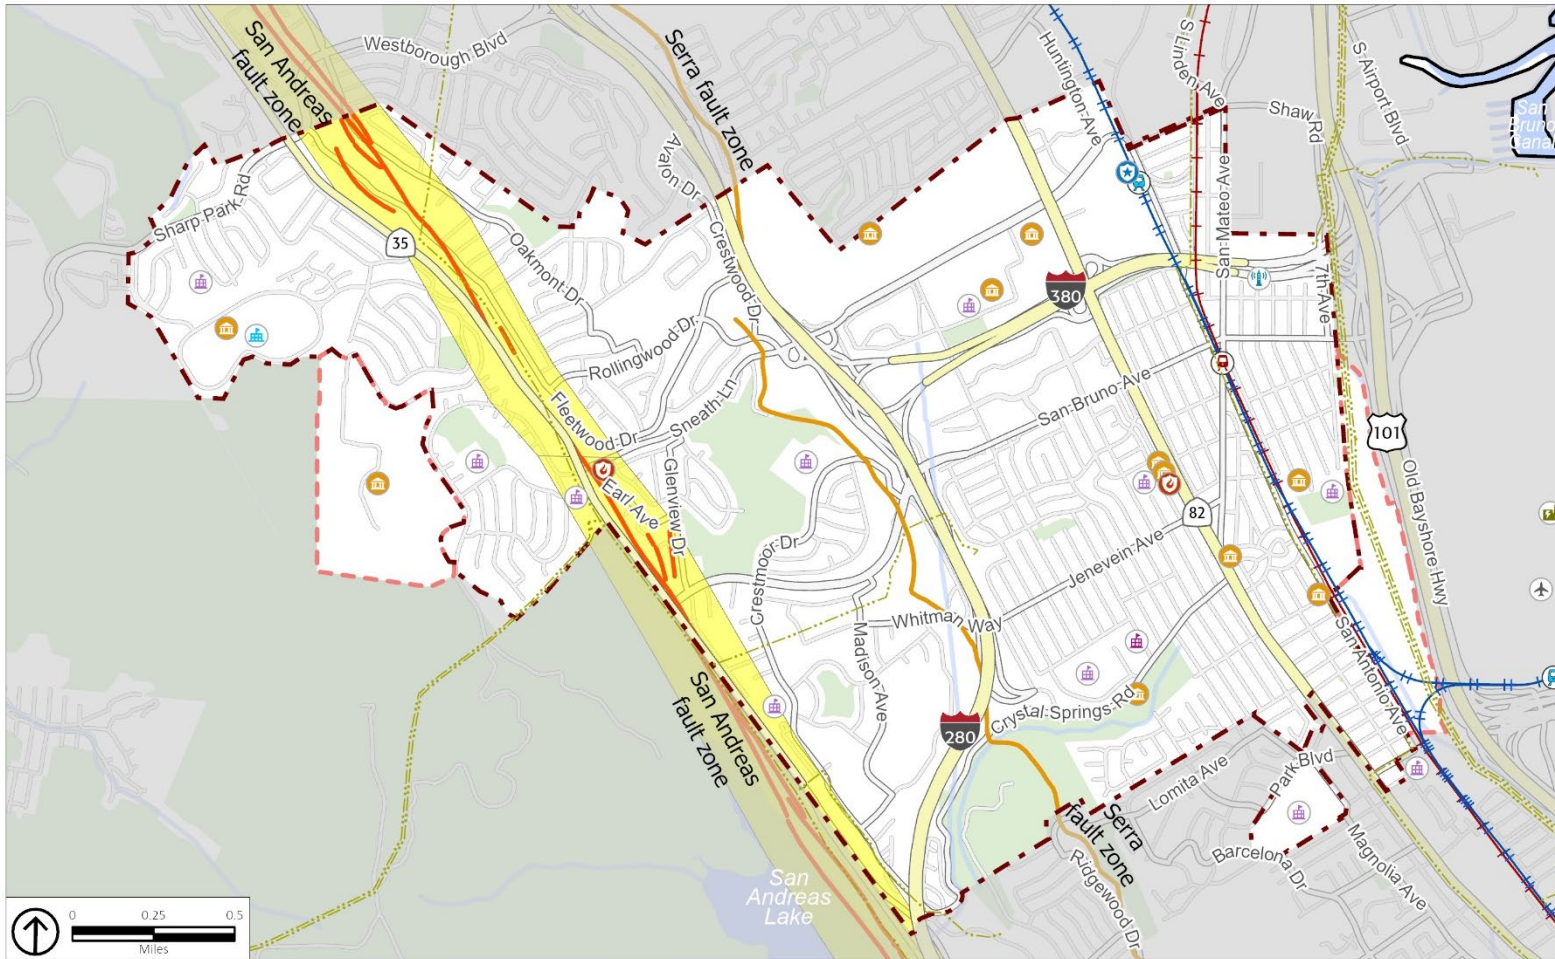 San Andreas
fault zone
Westborough Blvd
Serra fault zone
Huntington Ave
S Linden Ave
Shaw Rd
S Airport Blvd
San
Bruno
Canal
Avalon Dr
San Mateo Ave
7th Ave
Sharp Park Rd
35
Oakmont Dr
Crestwood Dr
380
Rollingwood Dr
Sneath Ln
Fleetwood Dr
San Bruno Ave
101
Earl Ave
Glenview Dr
82
Old Bayshore Hwy
Crestmoor Dr
Jenevein Ave
Whitman Way
Madison Ave
San Antonio Ave
San Andreas
fault zone
Crystal Springs Rd
280
Lomita Ave
Park Blvd
Serra
fault zone
Barcelona Dr
Magnolia Ave
Ridgewood Dr
San
Andreas
Lake
0 0.25 0.5
Miles